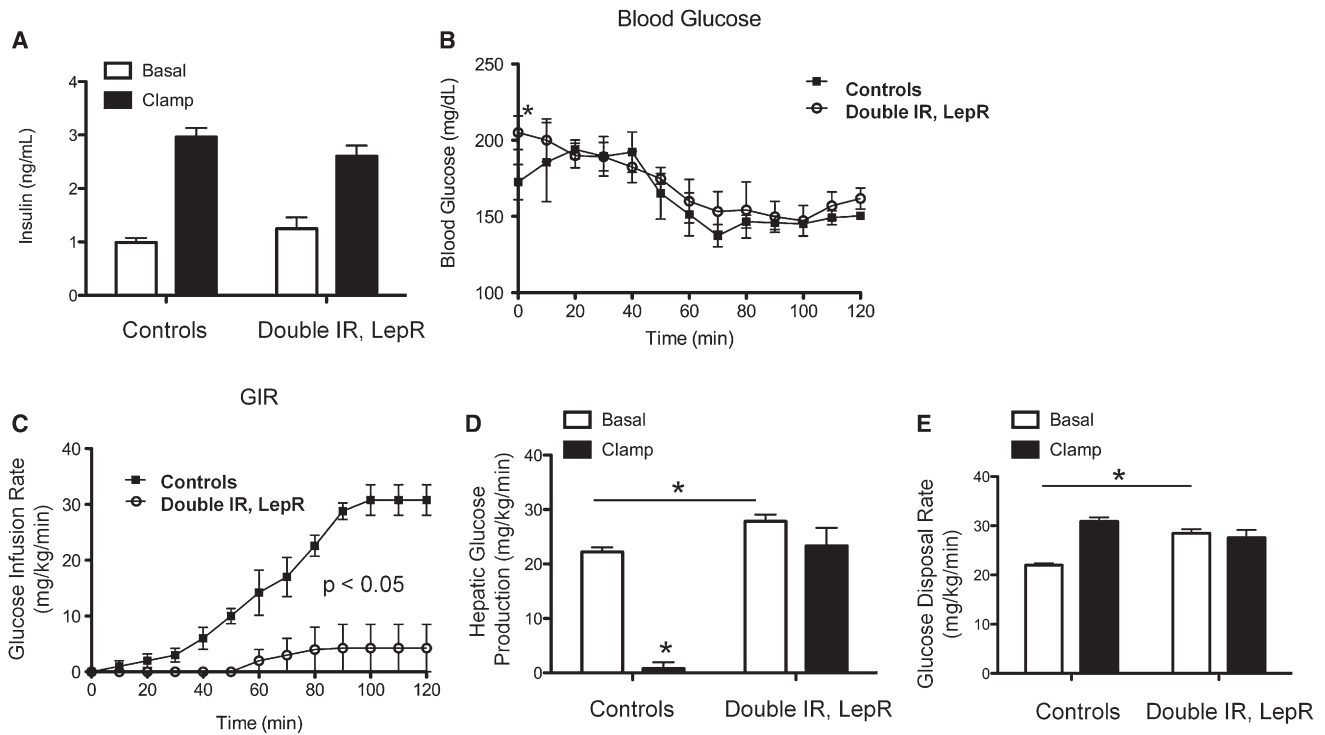 Blood Glucose
A
Basal
Clamp
Insulin (ng/mL)
4
3
2
1
0
Controls
Double IR, LepR
B
Blood Glucose (mg/dL)
250
200
150
100
*
Controls
Double IR, LepR
0 20 40 60 80 100 120
Time (min)
GIR
C
Glucose Infusion Rate
(mg/kg/min)
40
30
20
10
0
Controls
Double IR, LepR
p < 0.05
0 20 40 60 80 100 120
Time (min)
D
Basal
Clamp
Hepatic Glucose
Production (mg/kg/min)
40
30
20
10
0
*
*
Controls
Double IR, LepR
E
Basal
Clamp
Glucose Disposal Rate
(mg/kg/min)
40
30
20
10
0
*
Controls
Double IR, LepR